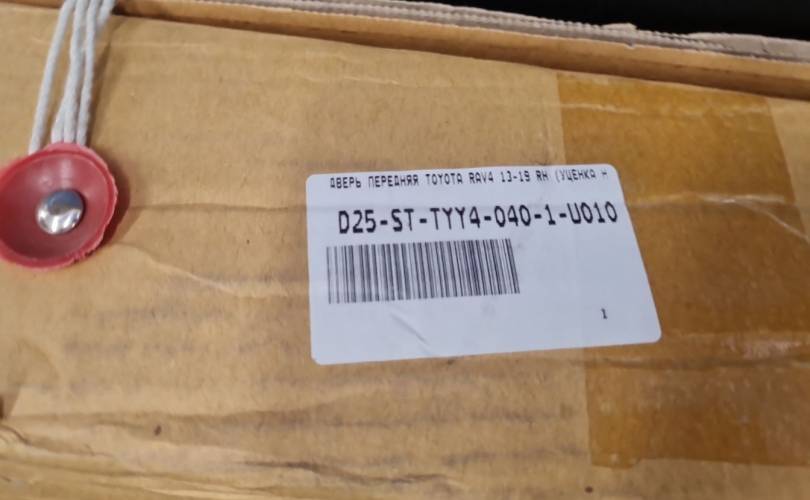 ДВЕРЬ ПЕРЕДНЯЯ TOYOTA RAV4 13-19 RH (УЦЕНКА Н
D25-ST-TYY4-040-1-U010
1